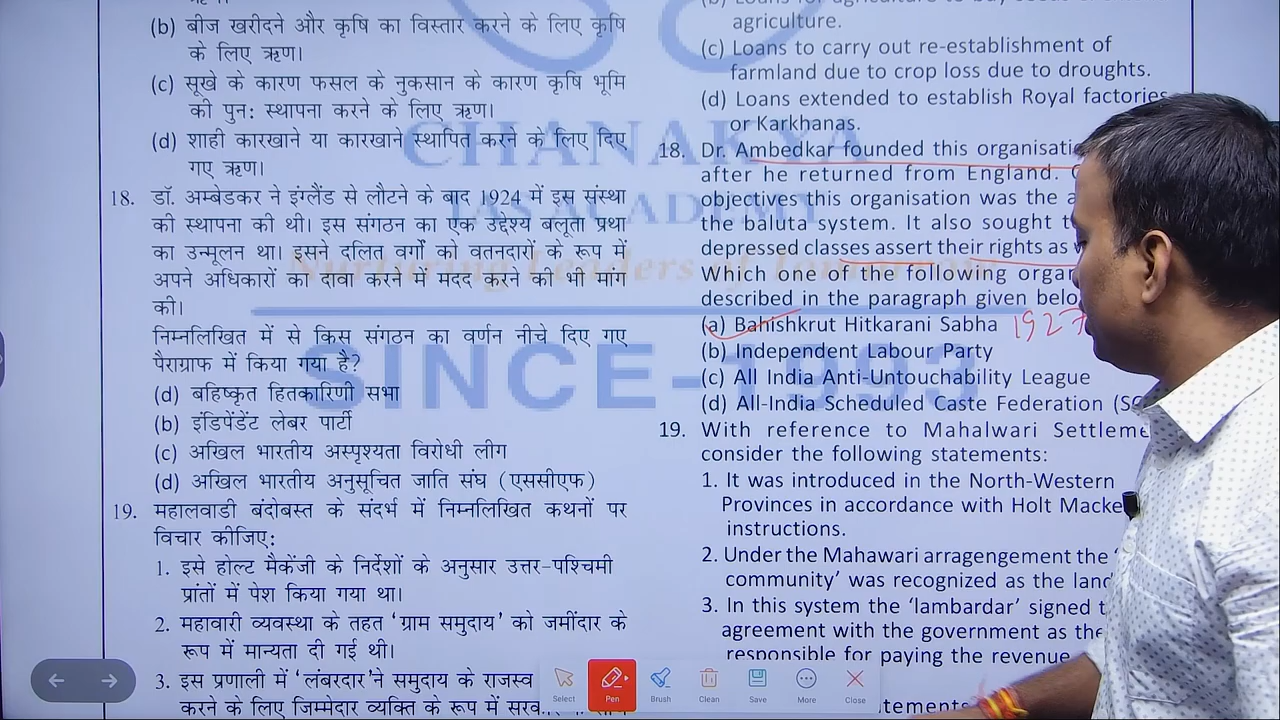 (b) बीज खरीदने और कृषि का विस्तार करने के लिए कृषि
के लिए ऋण।
(c) सूखे के कारण फसल के नुकसान के कारण कृषि भूमि
की पुनः स्थापना करने के लिए ऋण।
(d) शाही कारखाने या कारखाने स्थापित करने के लिए दिए
गए ऋण।
18. डॉ. अम्बेडकर ने इंग्लैंड से लौटने के बाद 1924 में इस संस्था
की स्थापना की थी। इस संगठन का एक उद्देश्य बलूता प्रथा
का उन्मूलन था। इसने दलित वर्गों को वतनदारों के रूप में
अपने अधिकारों का दावा करने में मदद करने की भी मांग
की।
निम्नलिखित में से किस संगठन का वर्णन नीचे दिए गए
पैराग्राफ में किया गया है?
(d) बहिष्कृत हितकारिणी सभा
(b) इंडिपेंडेंट लेबर पार्टी
(c) अखिल भारतीय अस्पृश्यता विरोधी लीग
(d) अखिल भारतीय अनुसूचित जाति संघ (एससीएफ)
19. महालवाडी बंदोबस्त के संदर्भ में निम्नलिखित कथनों पर
विचार कीजिए:
1. इसे होल्ट मैकेंजी के निर्देशों के अनुसार उत्तर-पश्चिमी
प्रांतों में पेश किया गया था।
2. महावारी व्यवस्था के तहत 'ग्राम समुदाय' को जमींदार के
रूप में मान्यता दी गई थी।
3. इस प्रणाली में 'लंबरदार'ने समुदाय के राजस्व
करने के लिए जिम्मेदार व्यक्ति के रूप में
agriculture.
(c) Loans to carry out re-establishment of
farmland due to crop loss due to droughts.
(d) Loans extended to establish Royal factories
or Karkhanas.
18. Dr. Ambedkar founded this
after he returned from England.
objectives this organisation was the
the baluta system. It also sought
depressed classes assert their rights as
Which one of the following
described in the paragraph given
(a) Bahishkrut Hitkarani Sabha 1927
(b) Independent Labour Party
(c) All India Anti-Untouchability League
(d) All-India Scheduled Caste Federation
19. With reference to Mahalwari
consider the following statements:
1. It was introduced in the North-Western
Provinces in accordance with Holt
instructions.
2. Under the Mahawari arragengement the
community' was recognized as the
3. In this system the 'lambardar' signed
agreement with the government as the
responsible for paying the revenue
CHANAKYA
IAS ACADEMY
Nurturing Leaders of
SINCE-1993
Select
Pen
Brush
Clean
Save
More
Close